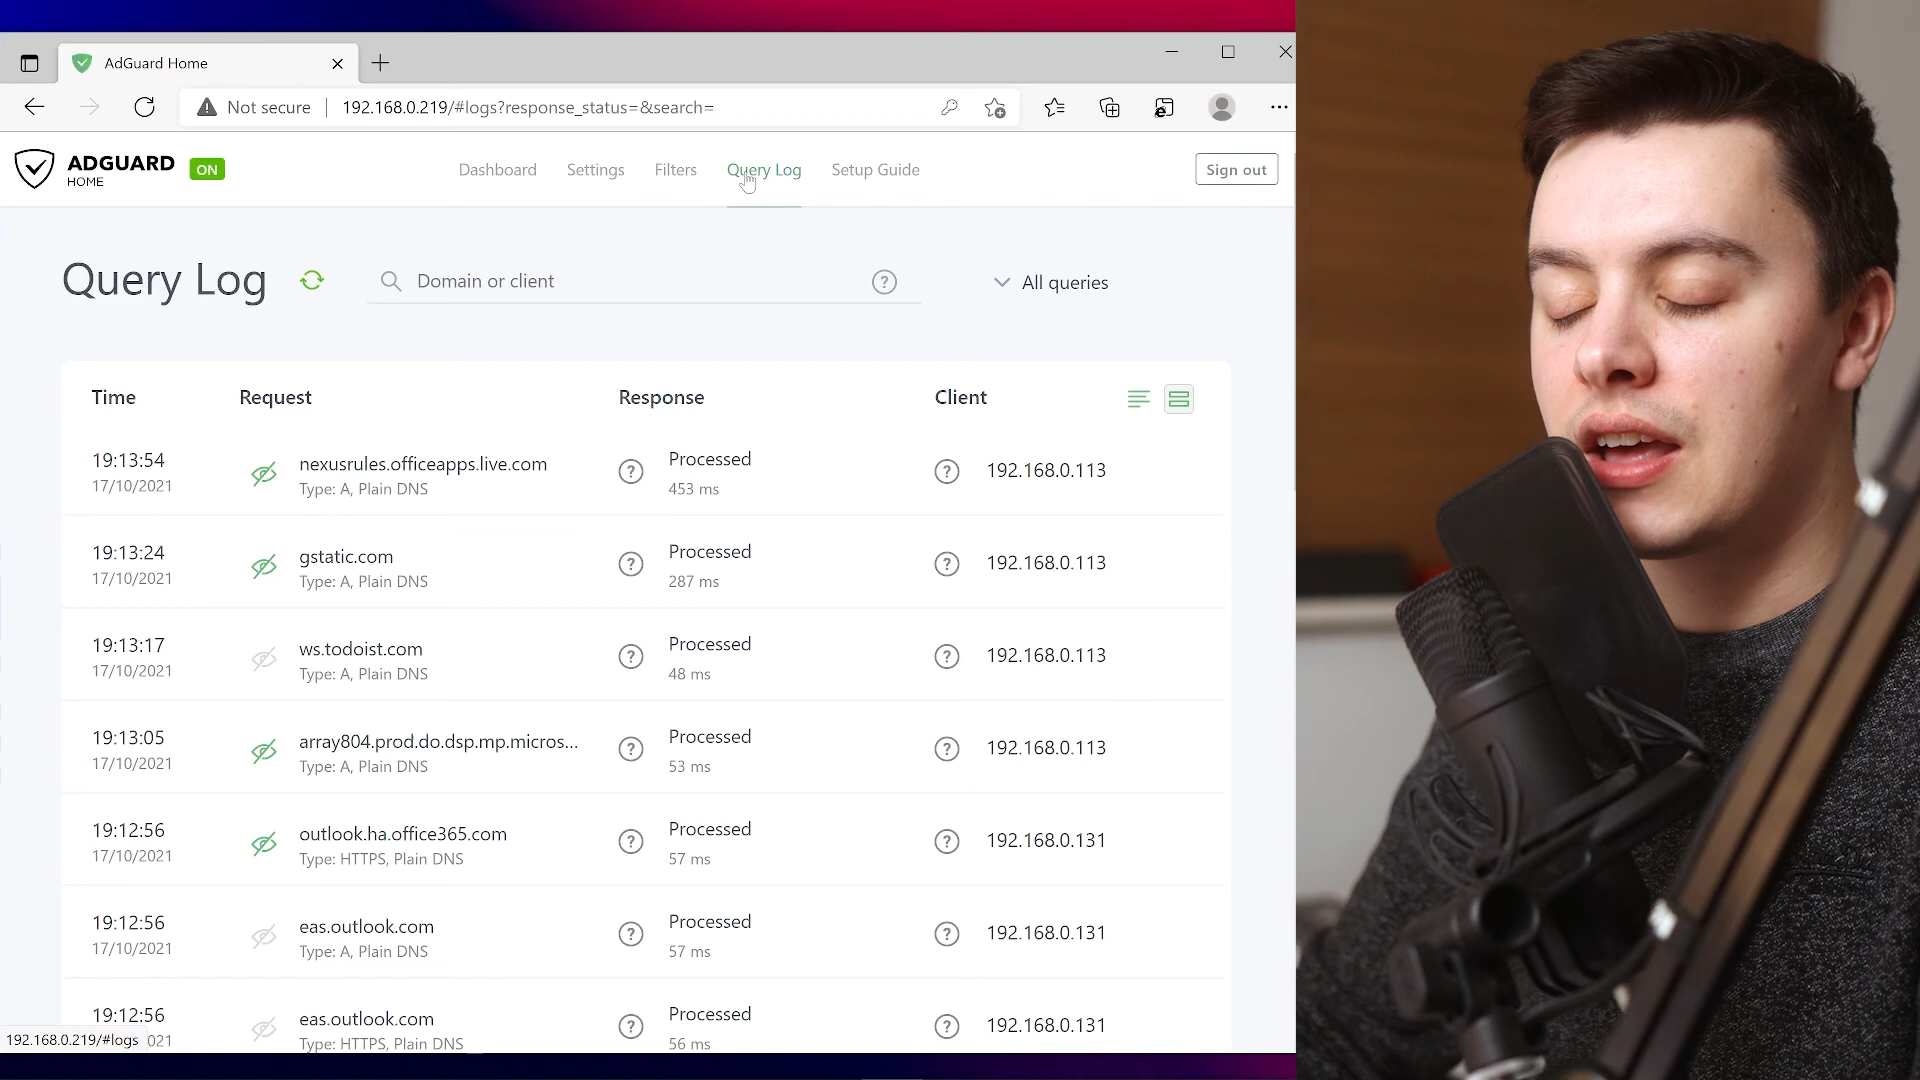 AdGuard Home
Not secure
192.168.0.219/#logs?response_status=&search=
ADGUARD
HOME
ON
Dashboard
Settings
Filters
Query Log
Setup Guide
Sign out
Query Log
Domain or client
?
All queries
Time
Request
Response
Client
19:13:54
17/10/2021
nexusrules.officeapps.live.com
Type: A, Plain DNS
?
Processed
453 ms
?
192.168.0.113
19:13:24
17/10/2021
gstatic.com
Type: A, Plain DNS
?
Processed
287 ms
?
192.168.0.113
19:13:17
17/10/2021
ws.todoist.com
Type: A, Plain DNS
?
Processed
48 ms
?
192.168.0.113
19:13:05
17/10/2021
array804.prod.do.dsp.mp.micros...
Type: A, Plain DNS
?
Processed
53 ms
?
192.168.0.113
19:12:56
17/10/2021
outlook.ha.office365.com
Type: HTTPS, Plain DNS
?
Processed
57 ms
?
192.168.0.131
19:12:56
17/10/2021
eas.outlook.com
Type: A, Plain DNS
?
Processed
57 ms
?
192.168.0.131
19:12:56
021
eas.outlook.com
Type: HTTPS, Plain DNS
?
Processed
56 ms
?
192.168.0.131
192.168.0.219/#logs